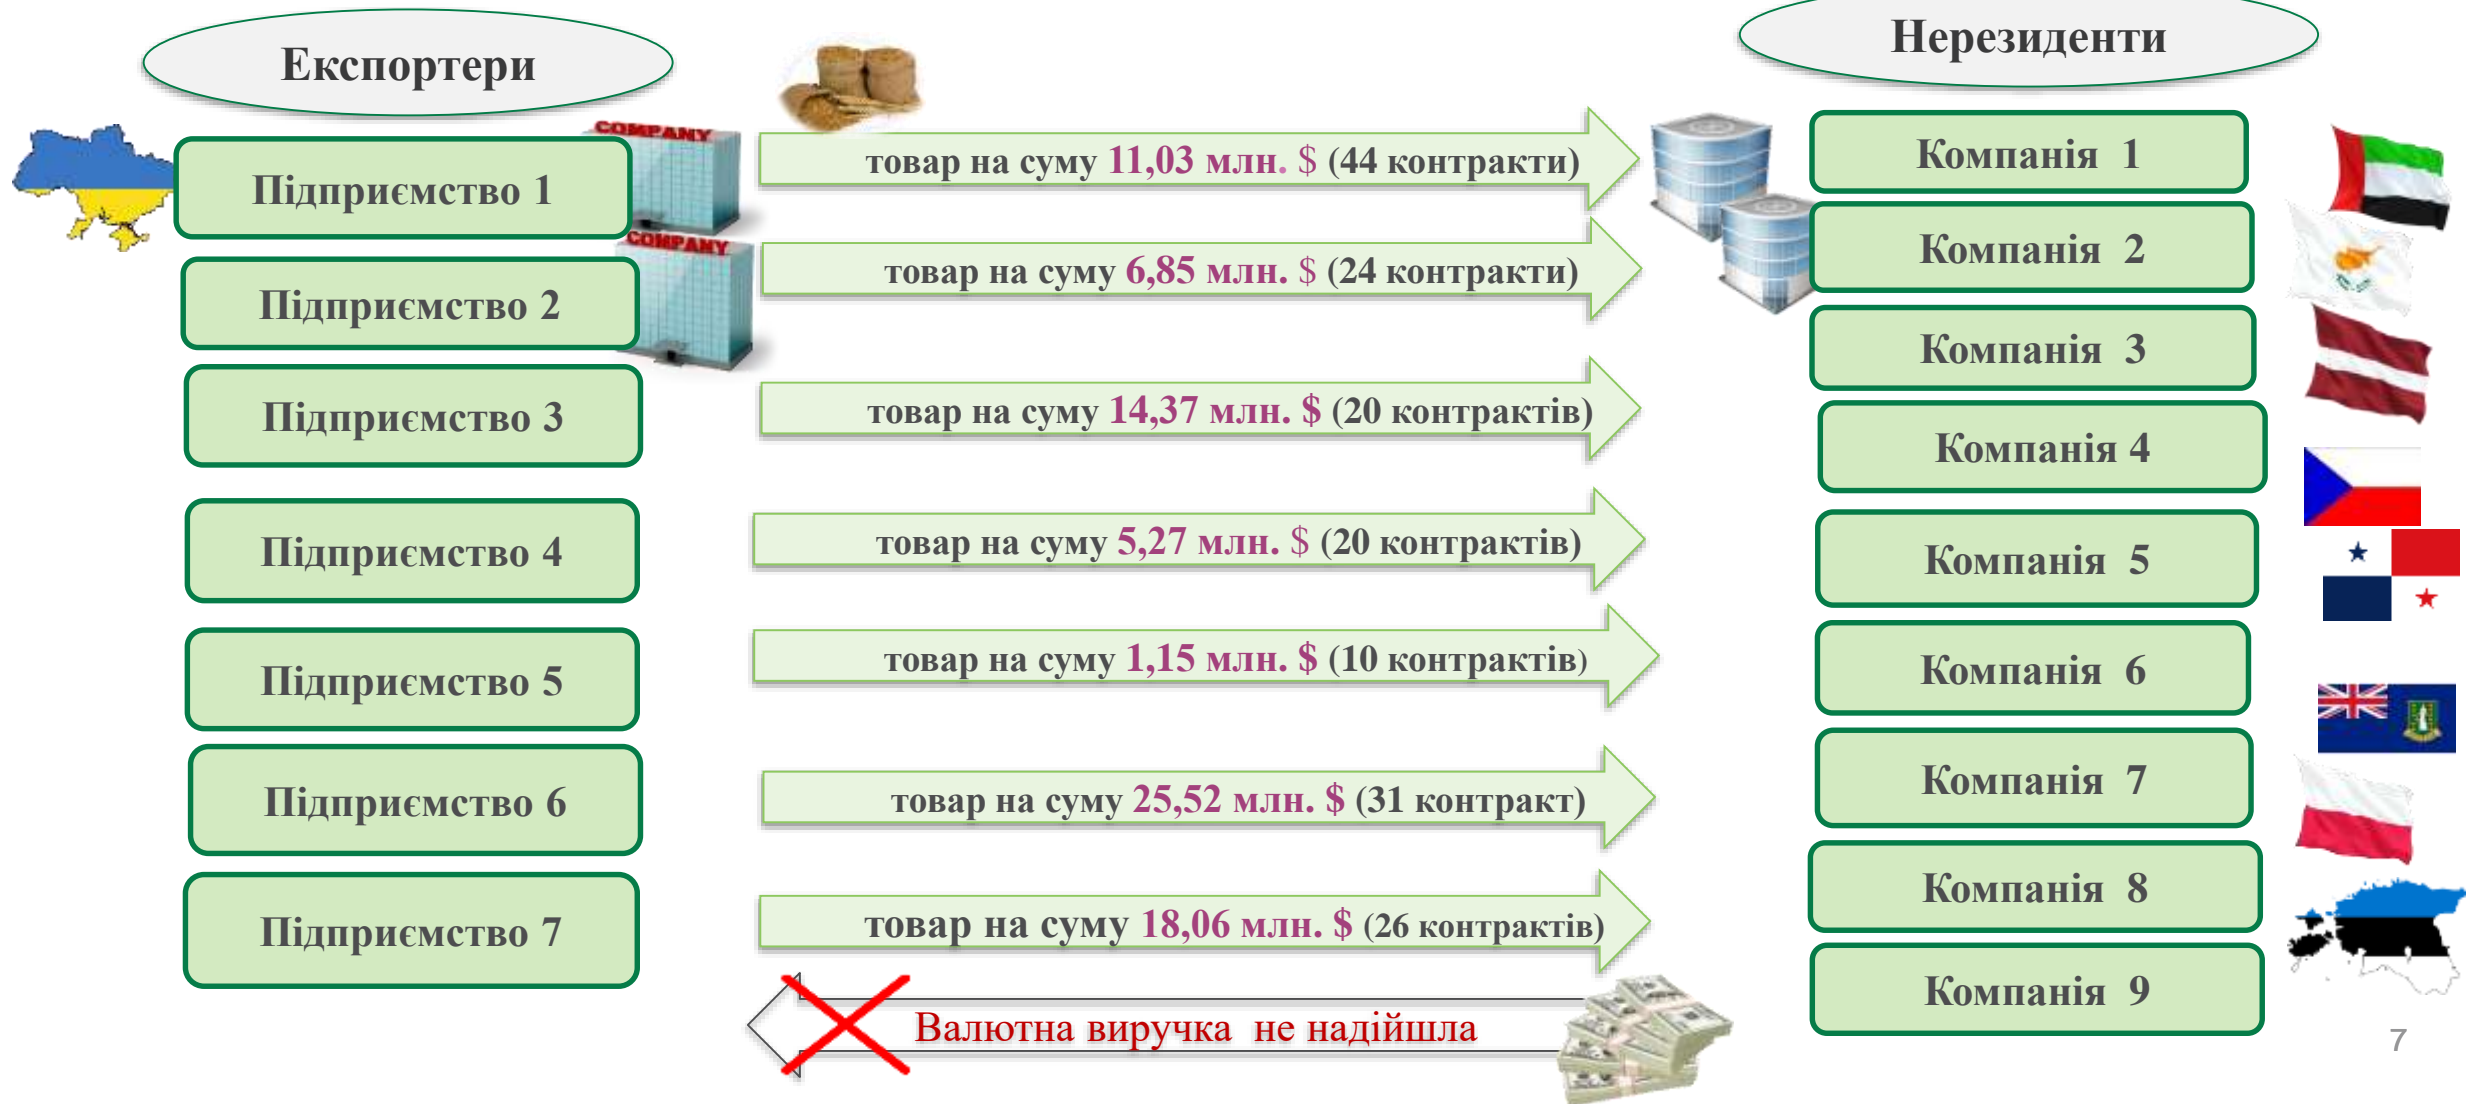 Експортери
Нерезиденти
COMPANY
Підприємство 1
товар на суму 11,03 млн. $ (44 контракти)
Компанія 1
COMPANY
Підприємство 2
товар на суму 6,85 млн. $ (24 контракти)
Компанія 2
Компанія 3
Підприємство 3
товар на суму 14,37 млн. $ (20 контрактів)
Компанія 4
Підприємство 4
товар на суму 5,27 млн. $ (20 контрактів)
Компанія 5
Підприємство 5
товар на суму 1,15 млн. $ (10 контрактів)
Компанія 6
Підприємство 6
товар на суму 25,52 млн. $ (31 контракт)
Компанія 7
Компанія 8
Підприємство 7
товар на суму 18,06 млн. $ (26 контрактів)
Компанія 9
Валютна виручка не надійшла
7